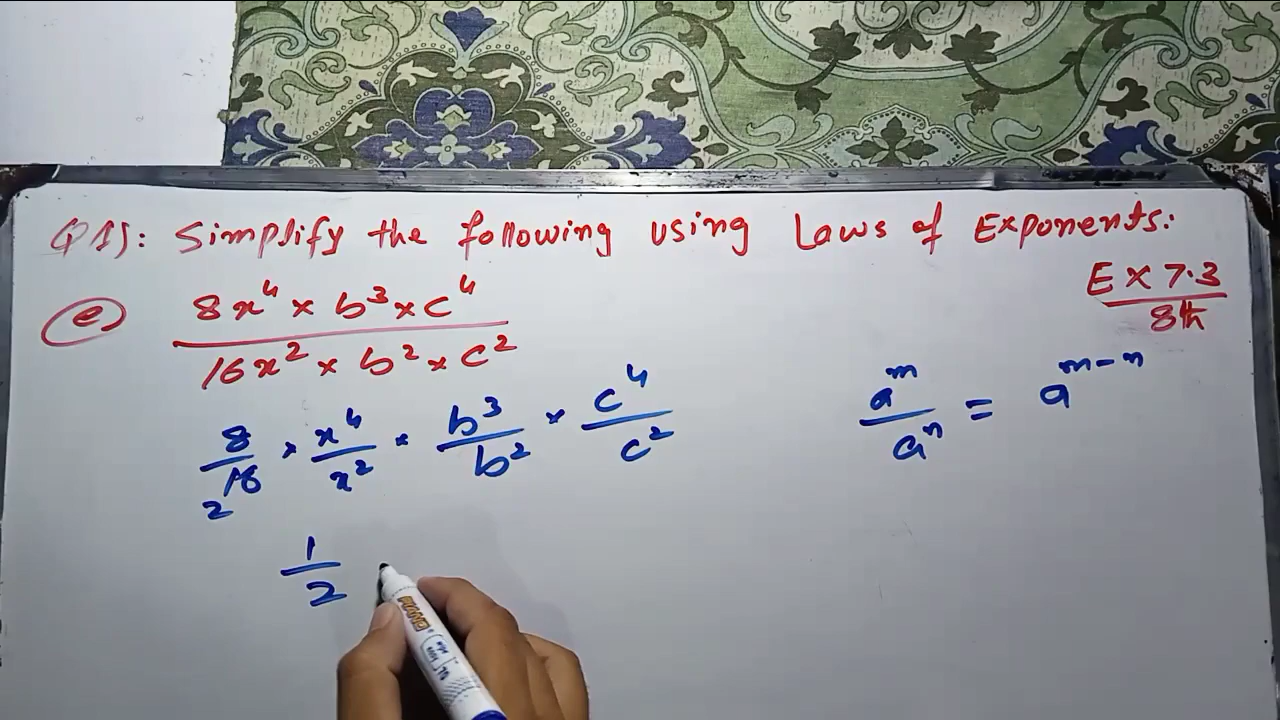 Q1): Simplify the following using Laws of Exponents:
Ex 7.3
8th
(e) 8x⁴ × b³ × c⁴
16x² × b² × c²
8/16 × x⁴/x² × b³/b² × c⁴/c²
2
aᵐ/aⁿ = aᵐ⁻ⁿ
1/2